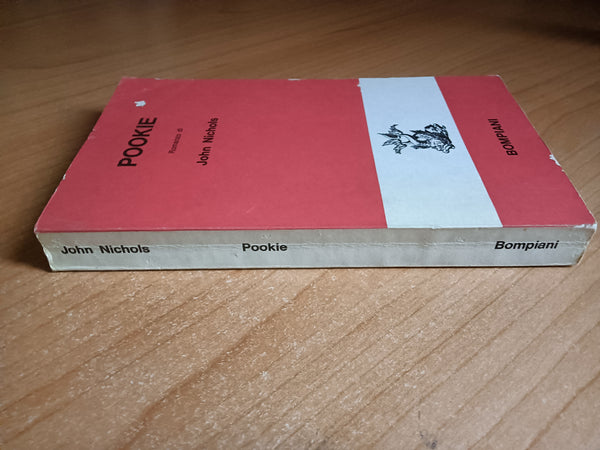 POOKIE
Romanzo di
John Nichols
BOMPIANI
John Nichols Pookie Bompiani